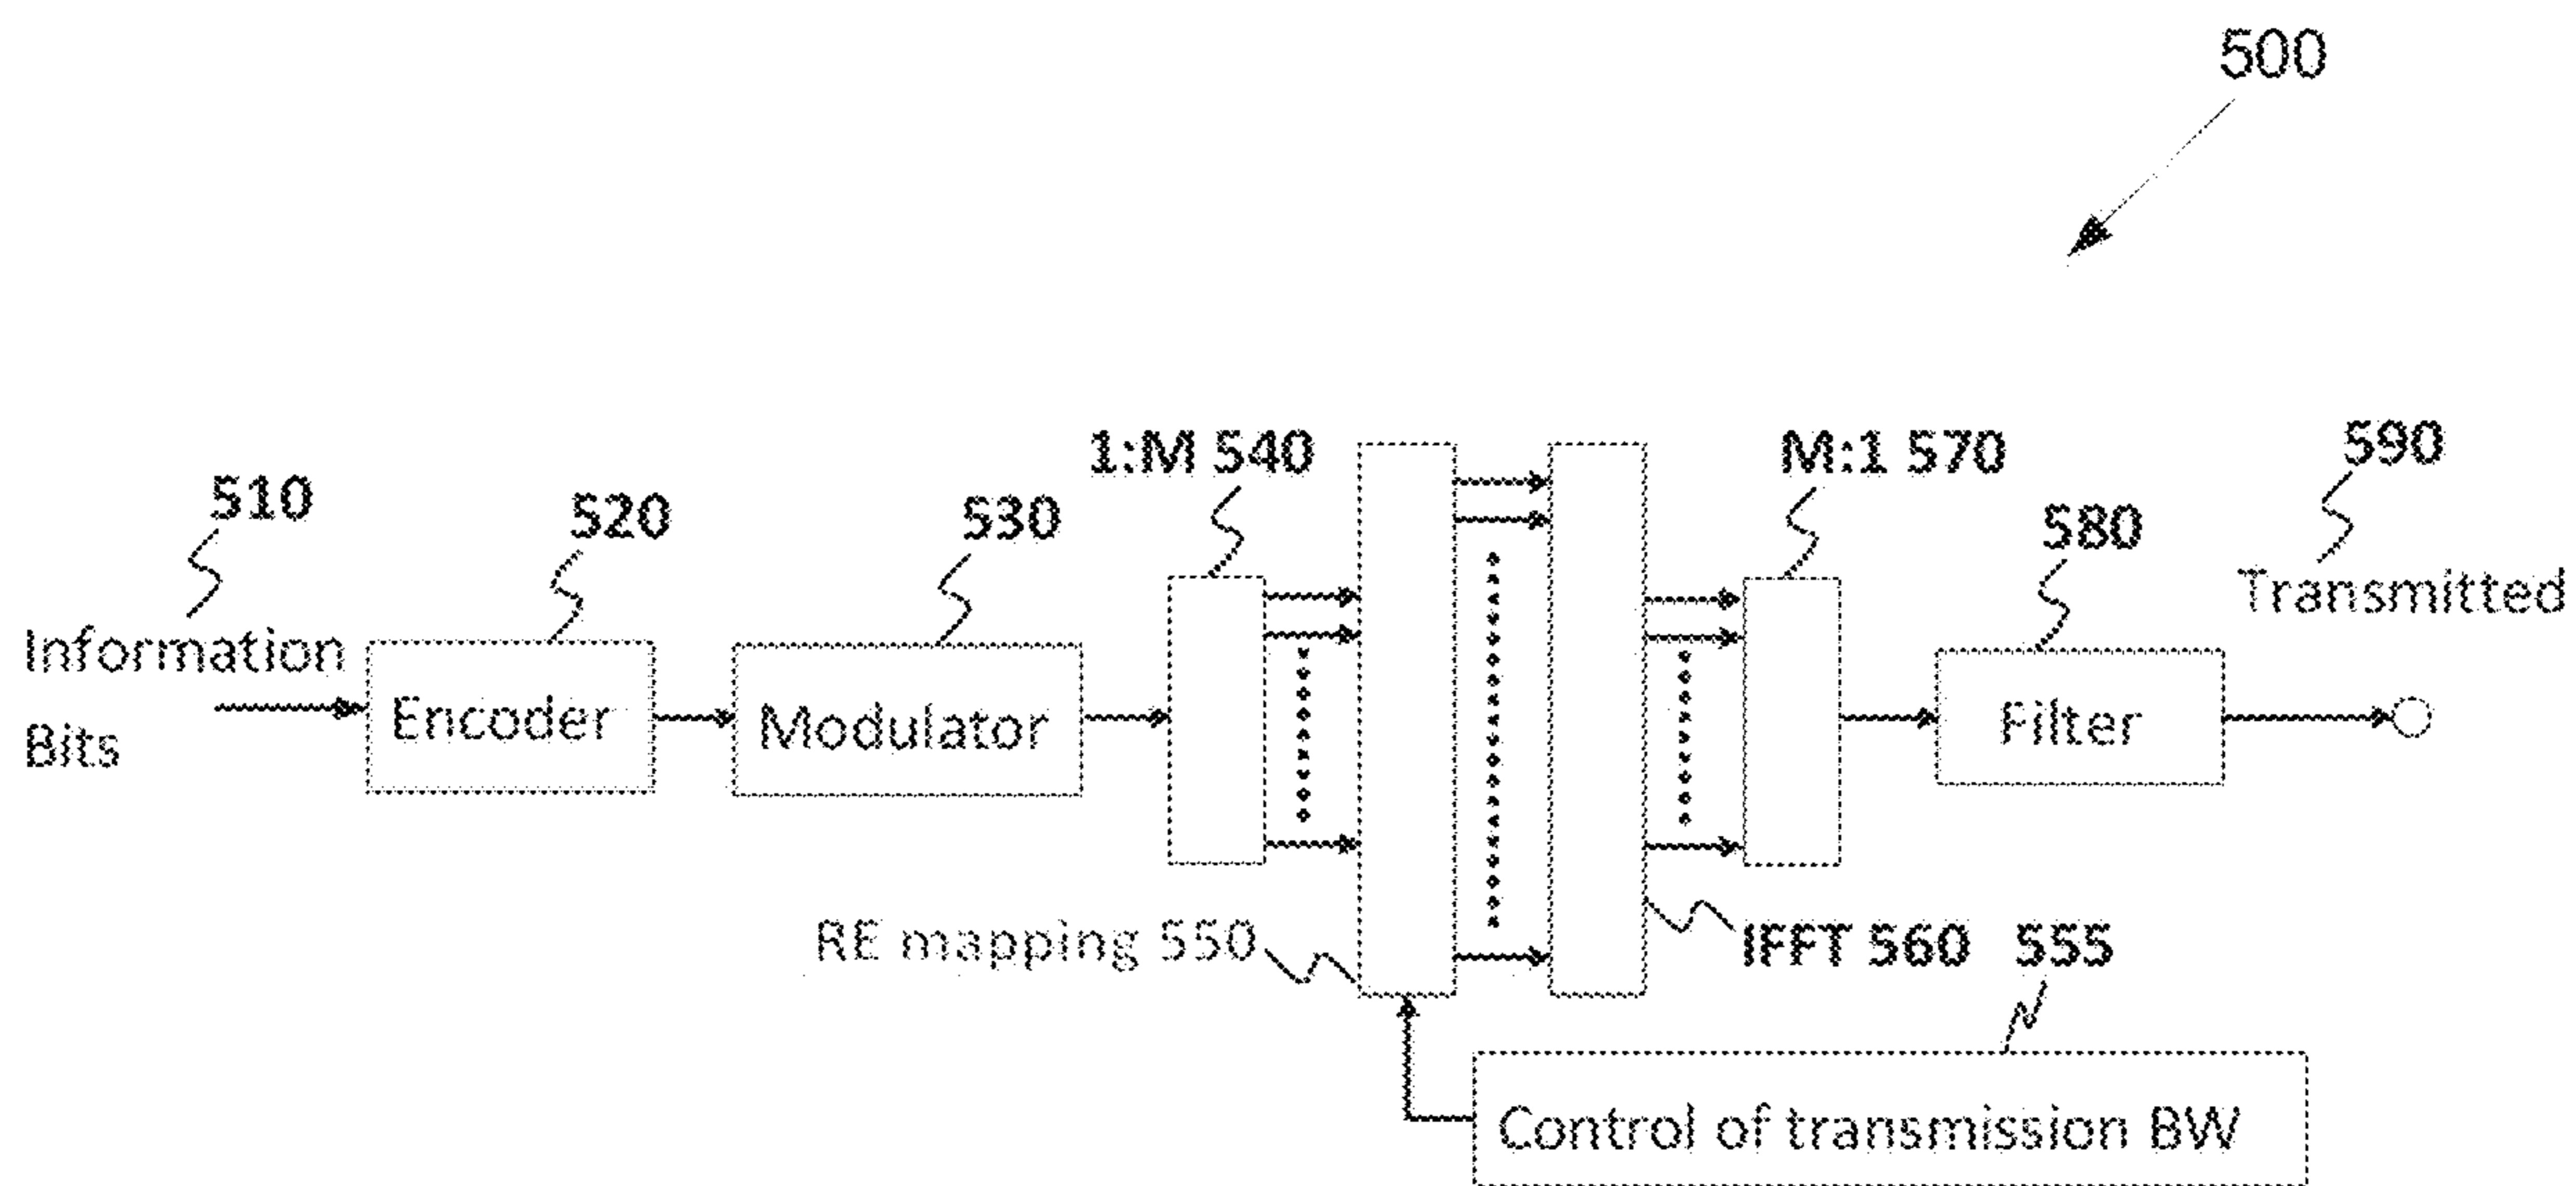 500
1:M 540
M:1 570
590
510
520
530
580
Transmitted
Information
Bits
Encoder
Modulator
Filter
RE mapping 550
IFFT 560
555
Control of transmission BW